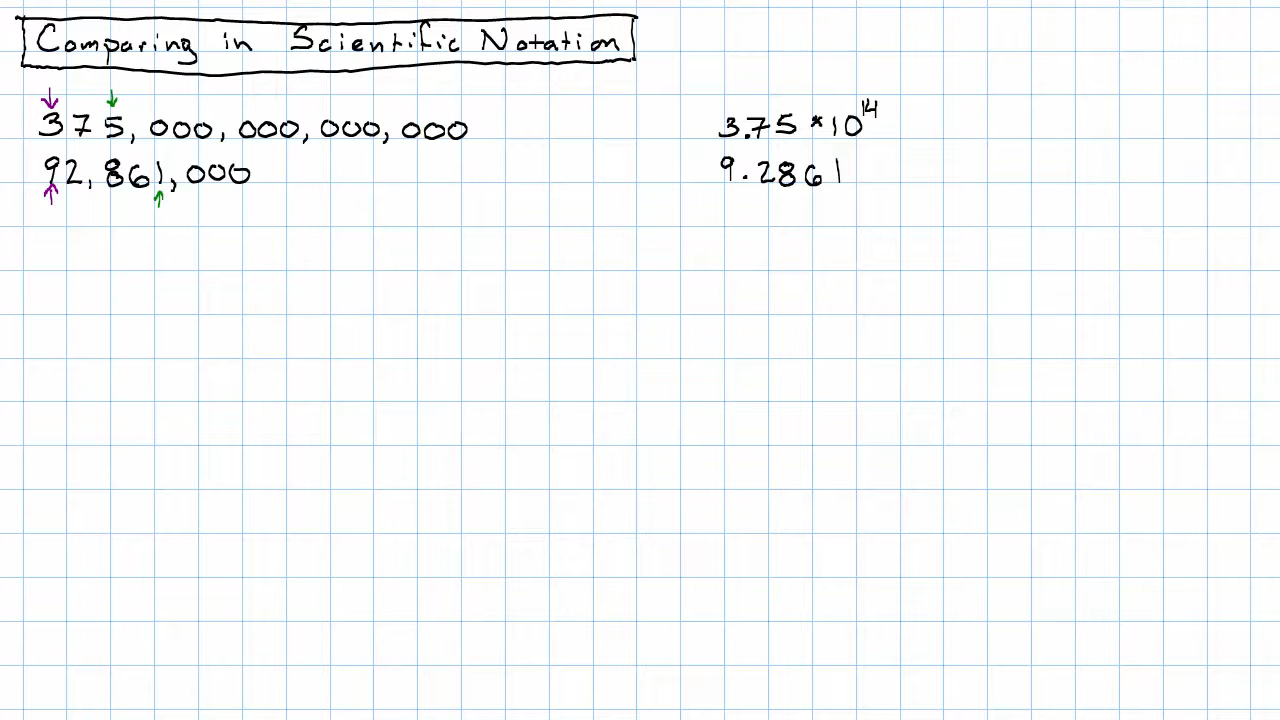 Comparing in Scientific Notation
375,000,000,000,000
3.75 * 10^14
92,861,000
9.2861